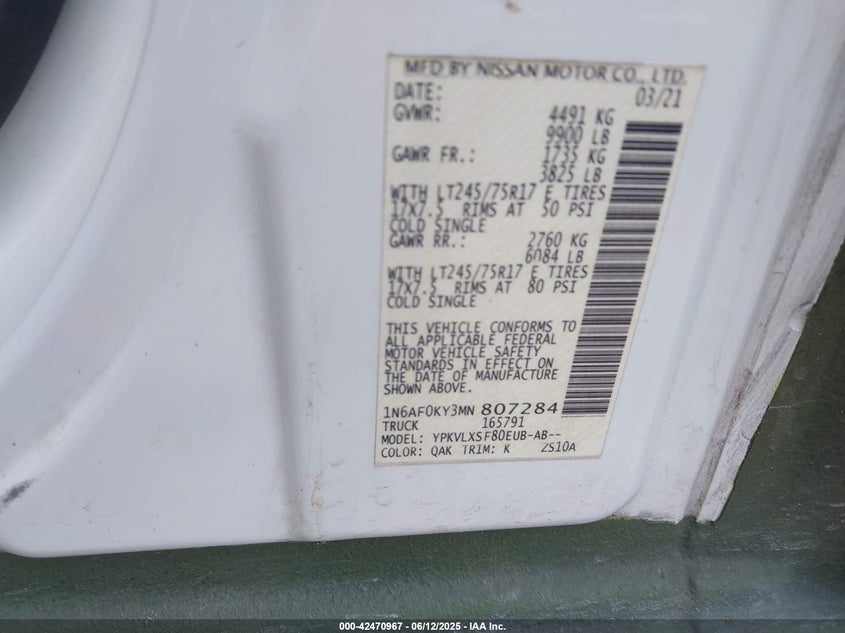 MFD BY NISSAN MOTOR CO., LTD.
DATE: 03/21
GVWR: 4491 KG
9900 LB
GAWR FR.: 1735 KG
3825 LB
WITH LT245/75R17 E TIRES
17X7.5 RIMS AT 50 PSI
COLD SINGLE
GAWR RR.: 2760 KG
6084 LB
WITH LT245/75R17 E TIRES
17X7.5 RIMS AT 80 PSI
COLD SINGLE
THIS VEHICLE CONFORMS TO
ALL APPLICABLE FEDERAL
MOTOR VEHICLE SAFETY
STANDARDS IN EFFECT ON
THE DATE OF MANUFACTURE
SHOWN ABOVE.
1N6AF0KY3MN 807284
TRUCK 165791
MODEL: YPKVLXSF80EUB-AB--
COLOR: QAK TRIM: K ZS10A
000-42470967 - 06/12/2025 - IAA Inc.